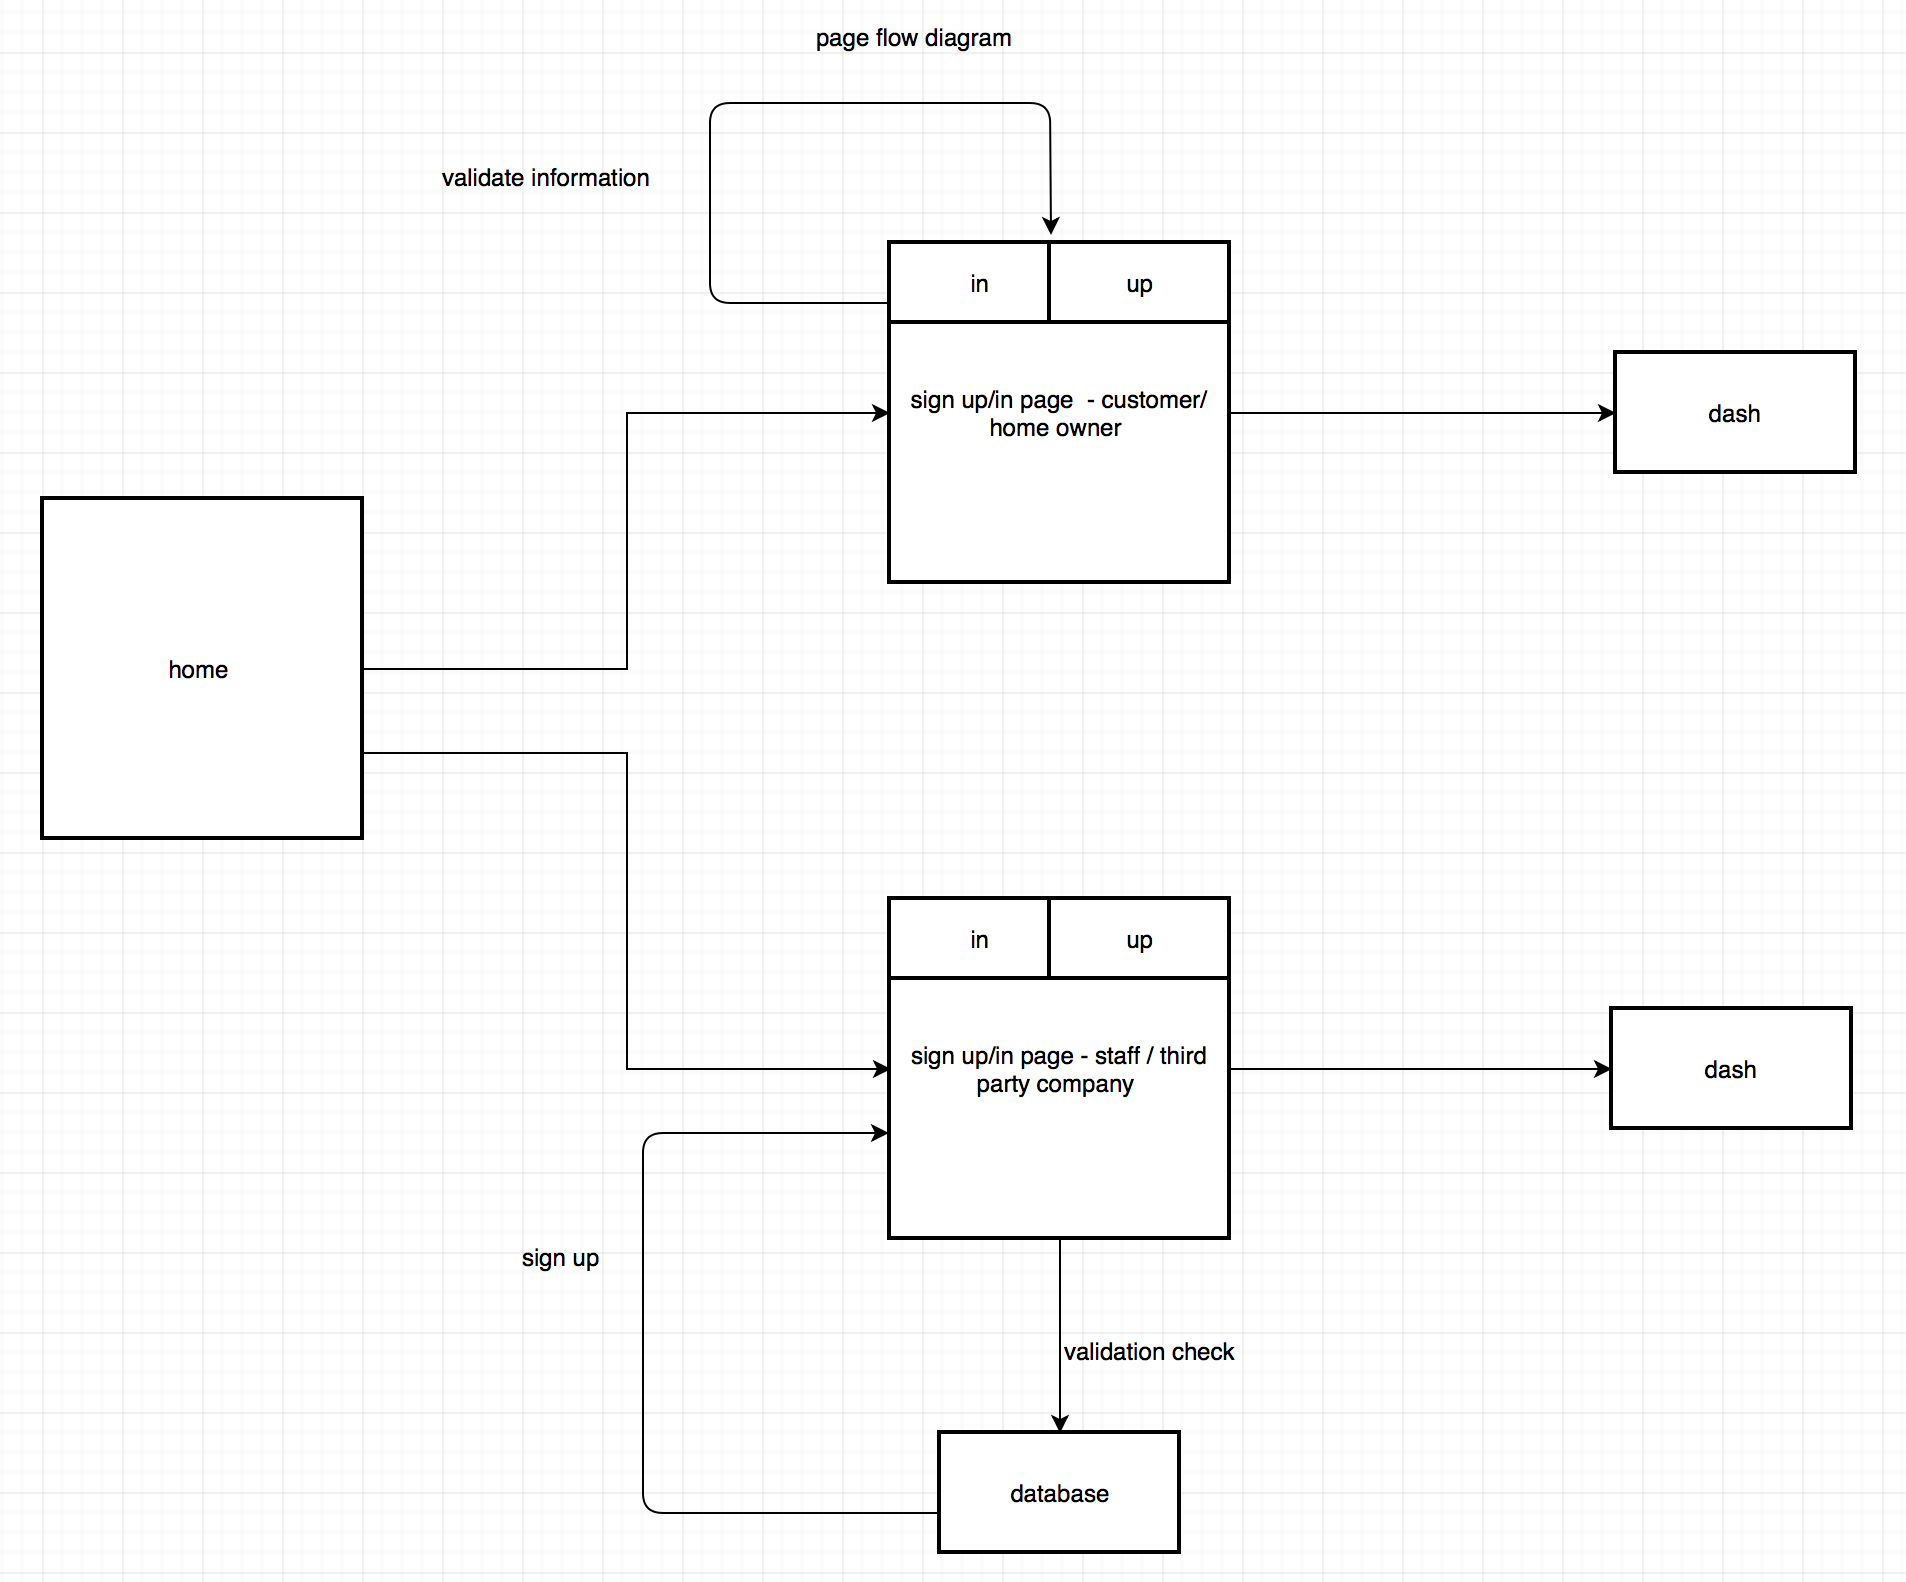 page flow diagram
validate information
in
up
sign up/in page  - customer/
home owner
dash
home
in
up
sign up/in page - staff / third
party company
dash
sign up
validation check
database